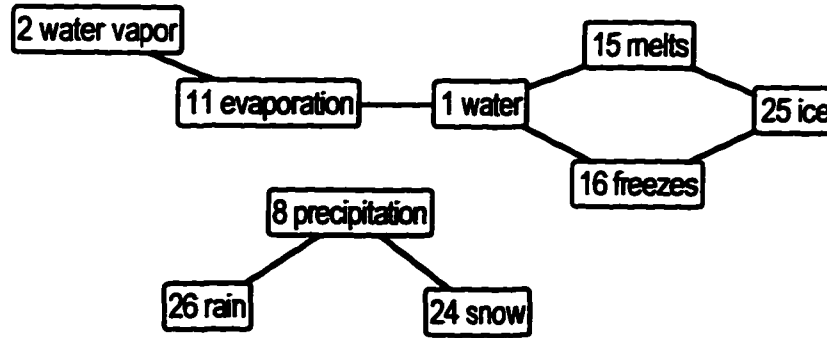 2 water vapor
15 melts
11 evaporation
1 water
25 ice
16 freezes
8 precipitation
26 rain
24 snow